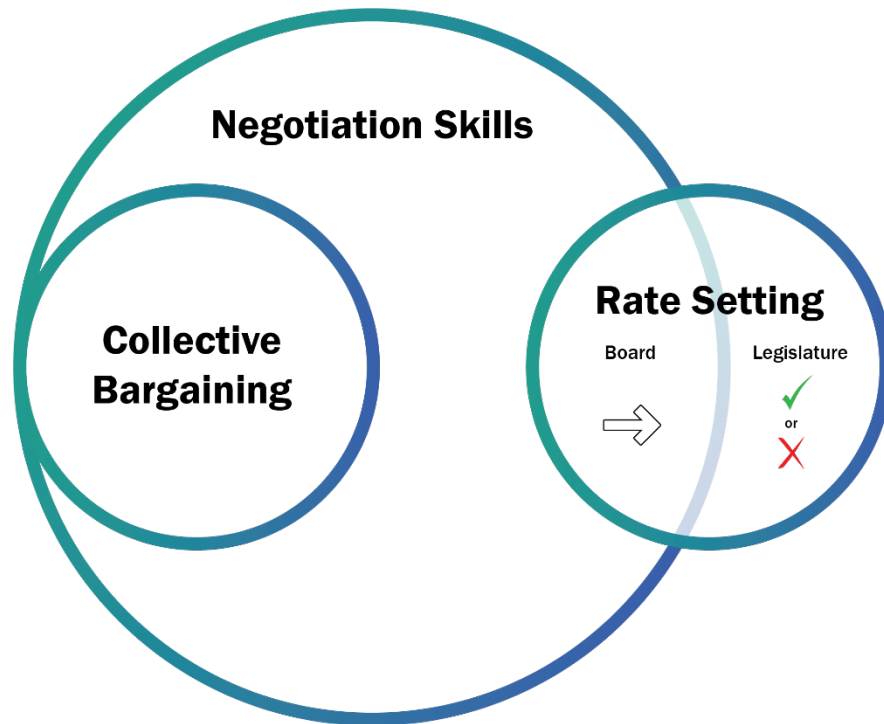 Negotiation Skills
Collective
Bargaining
Rate Setting
Board
Legislature
or